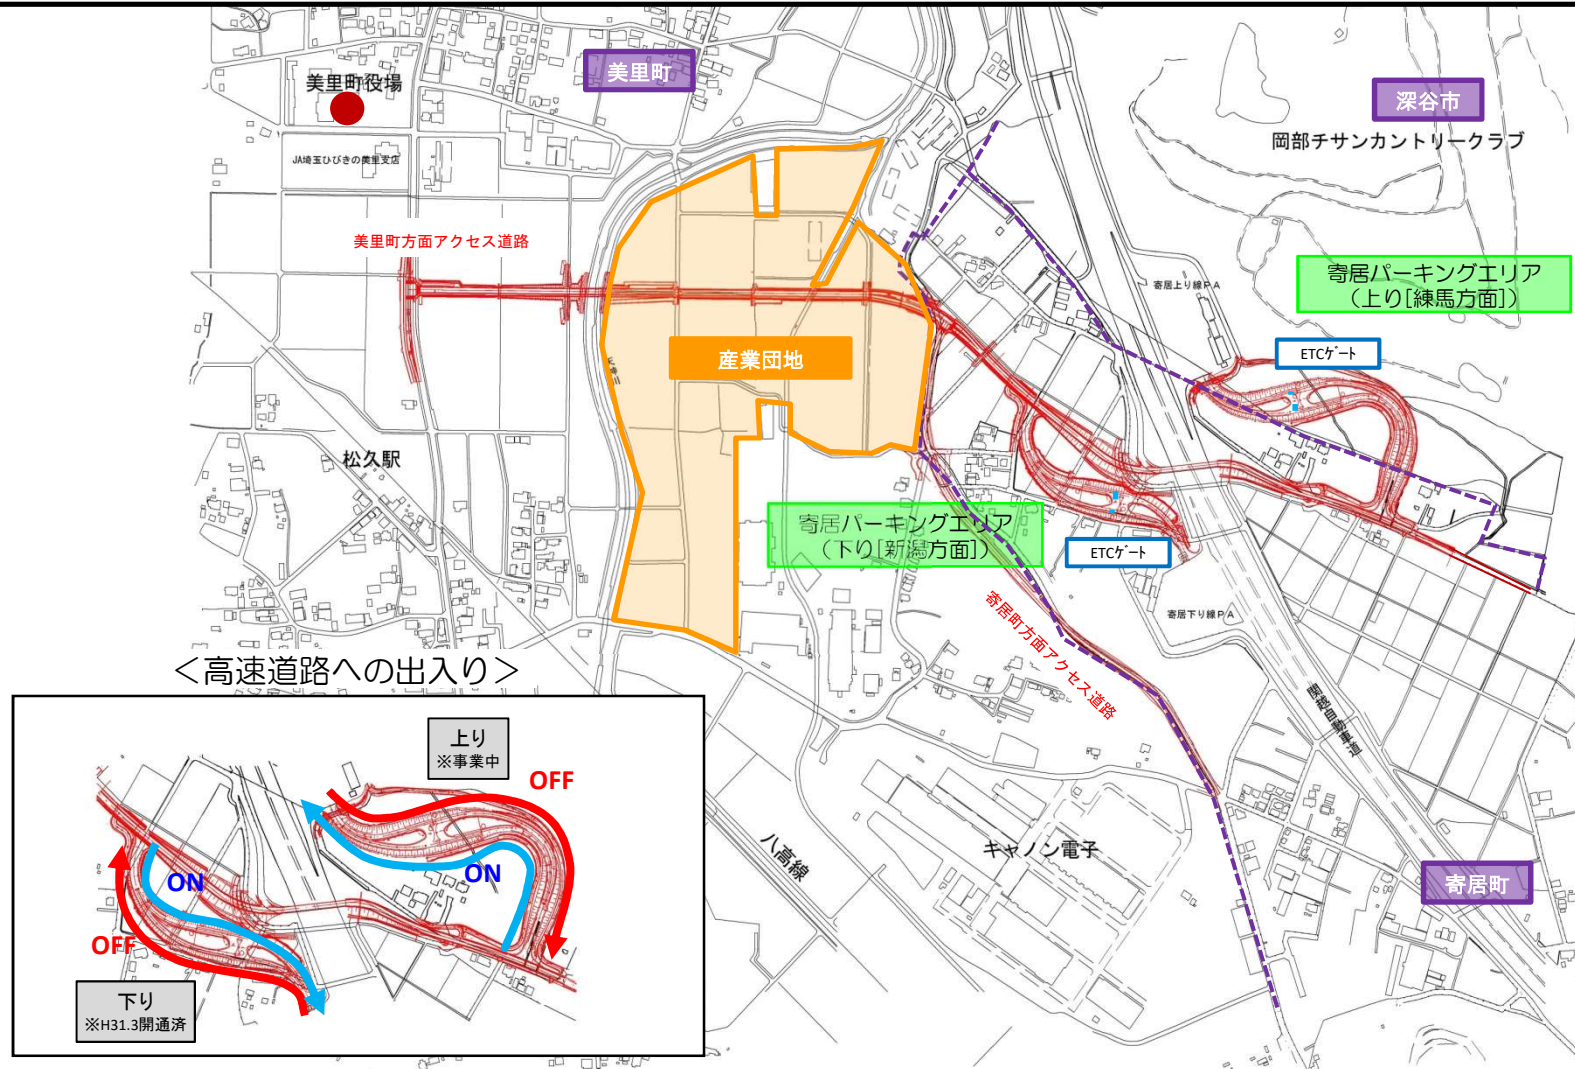 美里町役場
美里町
深谷市
岡部チサンカントリークラブ
JA埼玉ひびきの美里支店
美里町方面アクセス道路
寄居上り線PA
寄居パーキングエリア
（上り[練馬方面]）
ETCｹﾞｰﾄ
産業団地
松久駅
寄居パーキングエリア
（下り[新潟方面]）
ETCｹﾞｰﾄ
寄居下り線PA
寄居町方面アクセス道路
関越自動車道
＜高速道路への出入り＞
上り
※事業中
OFF
ON
ON
OFF
下り
※H31.3開通済
八高線
キャノン電子
寄居町